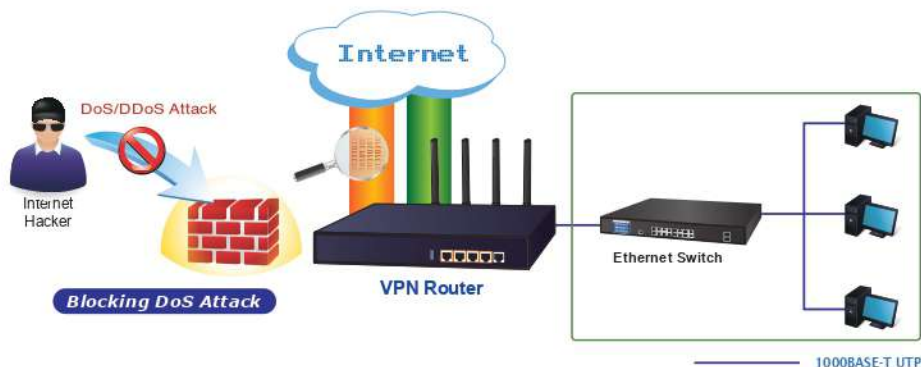 Internet
DoS/DDoS Attack
Internet
Hacker
Ethernet Switch
VPN Router
Blocking DoS Attack
1000BASE-T UTP